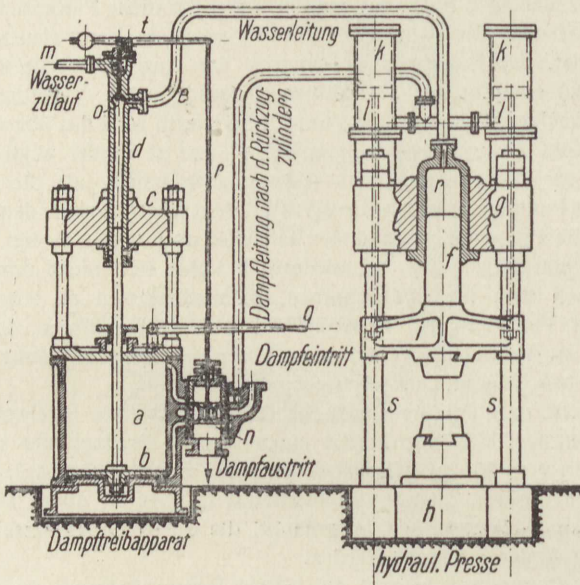 t
Wasserleitung
k
k
m
Wasser-
zulauf
e
o
l
l
d
Dampfleitung nach d. Rückzug-
zylindern
r
r
c
g
f
q
i
Dampfeintritt
a
s
s
n
b
Dampfaustritt
h
Dampftreibapparat
hydraul. Presse